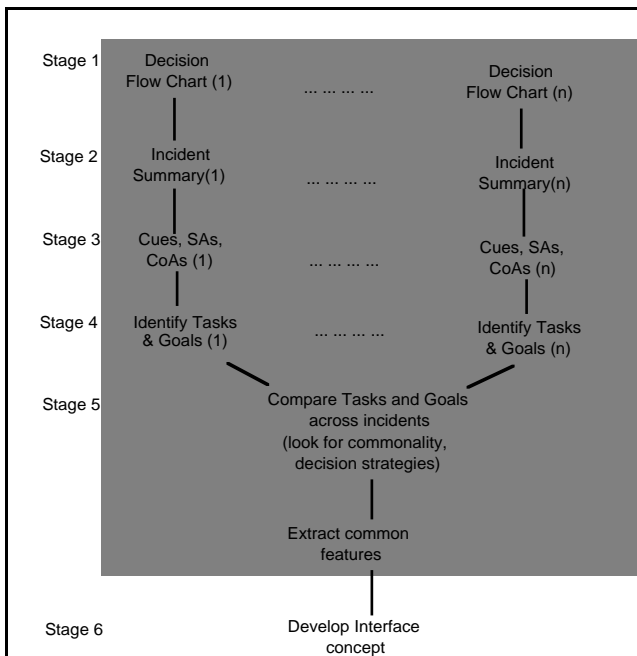 Stage 1
Decision
Flow Chart (1)
... ... ... ...
Decision
Flow Chart (n)
Stage 2
Incident
Summary(1)
... ... ... ...
Incident
Summary(n)
Stage 3
Cues, SAs,
CoAs (1)
... ... ... ...
Cues, SAs,
CoAs (n)
Stage 4
Identify Tasks
& Goals (1)
... ... ... ...
Identify Tasks
& Goals (n)
Stage 5
Compare Tasks and Goals
across incidents
(look for commonality,
decision strategies)
Extract common
features
Stage 6
Develop Interface
concept